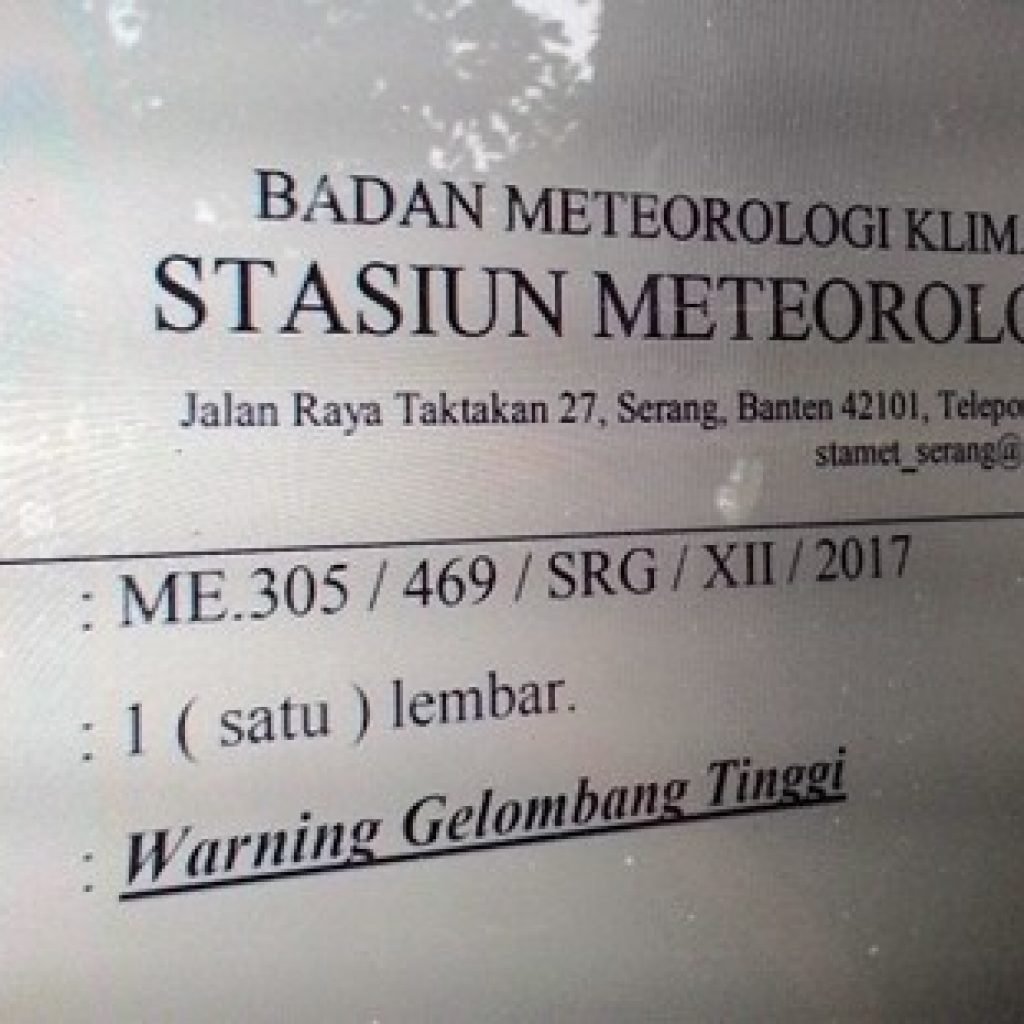 BADAN METEOROLOGI KLIM
STASIUN METEOROLO
Jalan Raya Taktakan 27, Serang, Banten 42101, Telepo
stamet_serang@
: ME.305 / 469 / SRG / XII / 2017
: 1 ( satu ) lembar.
: Warning Gelombang Tinggi